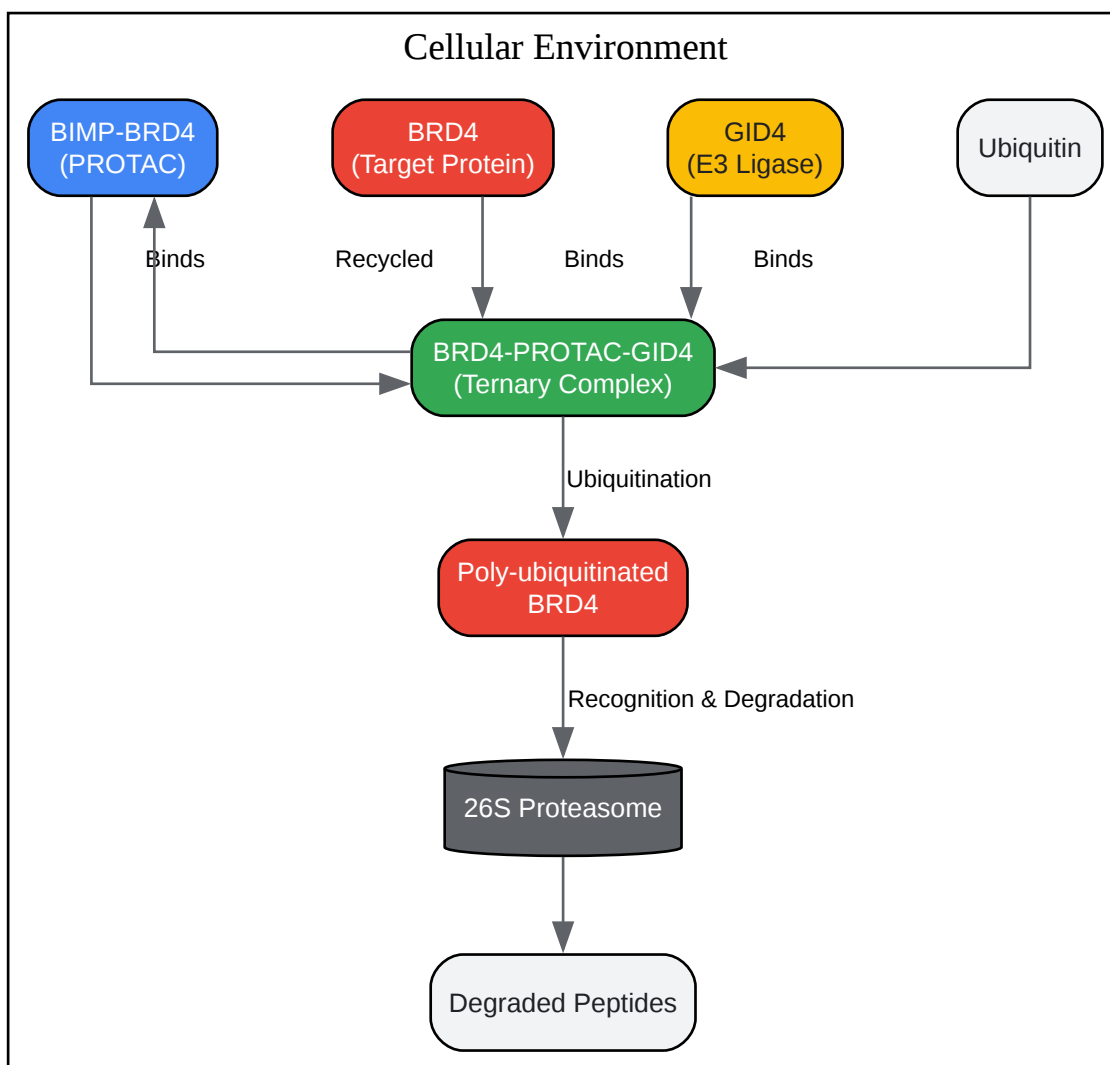 Cellular Environment
BIMP-BRD4
(PROTAC)
BRD4
(Target Protein)
GID4
(E3 Ligase)
Ubiquitin
Binds
Recycled
Binds
Binds
BRD4-PROTAC-GID4
(Ternary Complex)
Ubiquitination
Poly-ubiquitinated
BRD4
Recognition & Degradation
26S Proteasome
Degraded Peptides